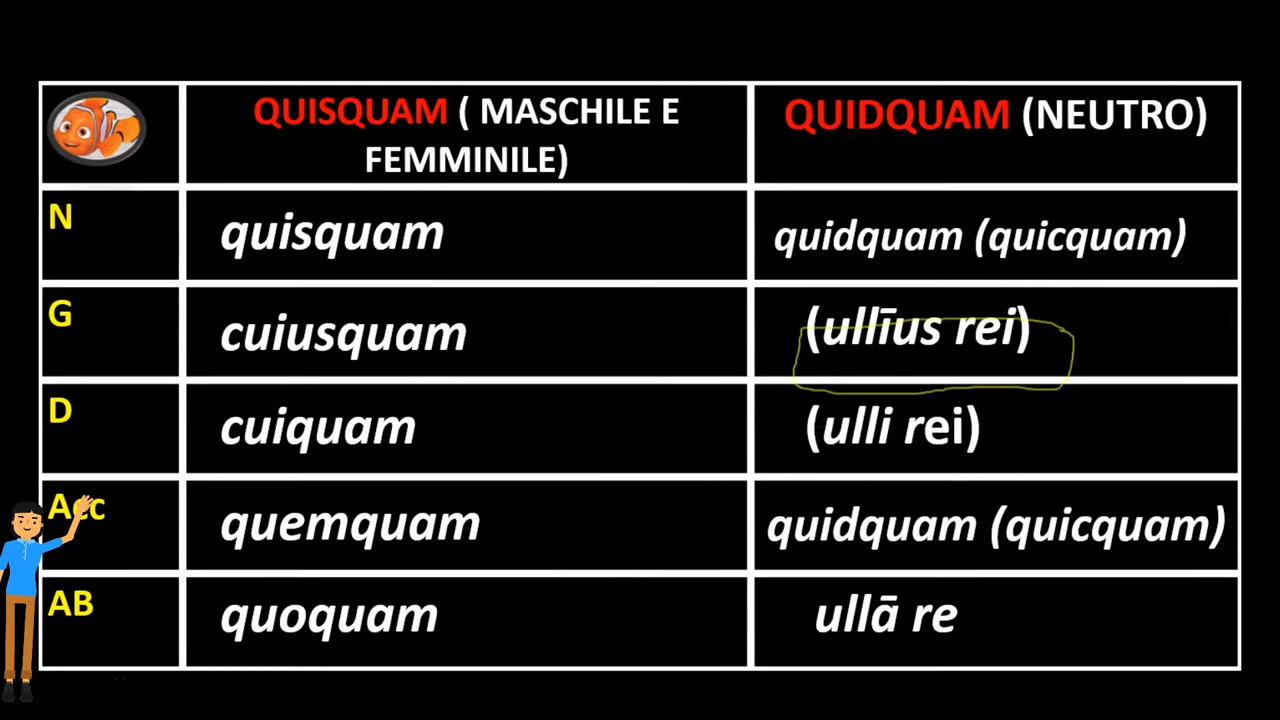 QUISQUAM ( MASCHILE E
FEMMINILE)
QUIDQUAM (NEUTRO)
N
quisquam
quidquam (quicquam)
G
cuiusquam
(ullīus rei)
D
cuiquam
(ulli rei)
Acc
quemquam
quidquam (quicquam)
AB
quoquam
ullā re